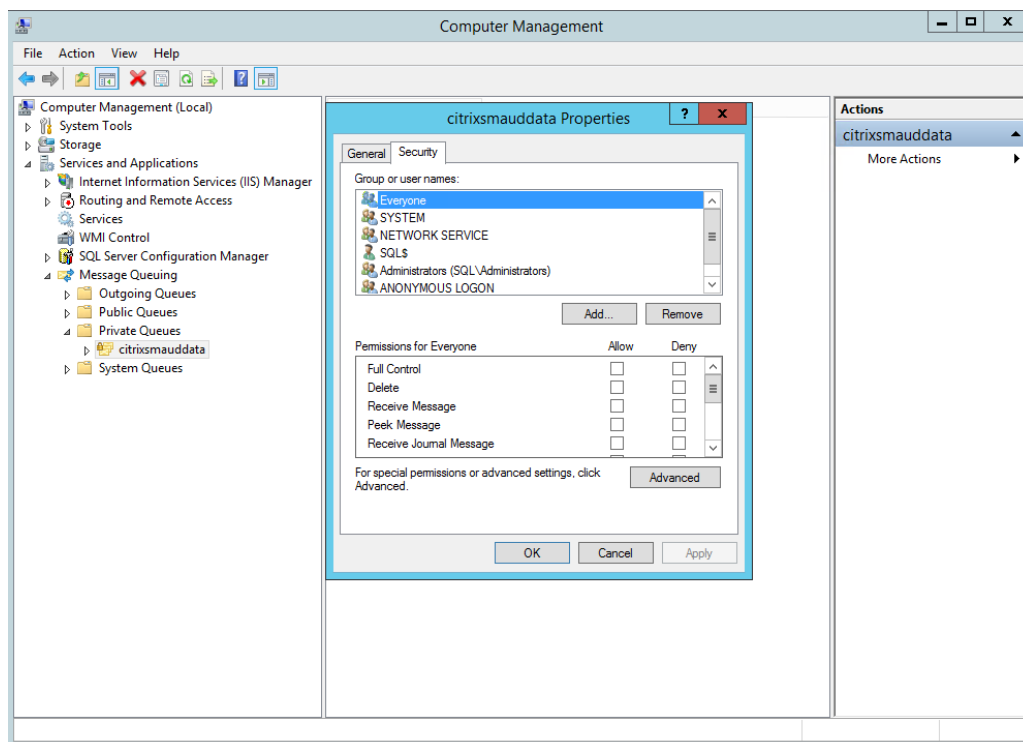 Computer Management
File Action View Help
Computer Management (Local)
System Tools
Storage
Services and Applications
Internet Information Services (IIS) Manager
Routing and Remote Access
Services
WMI Control
SQL Server Configuration Manager
Message Queuing
Outgoing Queues
Public Queues
Private Queues
citrixsmauddata
System Queues
citrixsmauddata Properties
? x
General Security
Group or user names:
Everyone
SYSTEM
NETWORK SERVICE
SQL$
Administrators (SQL\Administrators)
ANONYMOUS LOGON
Add... Remove
Permissions for Everyone Allow Deny
Full Control
Delete
Receive Message
Peek Message
Receive Journal Message
For special permissions or advanced settings, click
Advanced.
Advanced
OK Cancel Apply
Actions
citrixsmauddata
More Actions